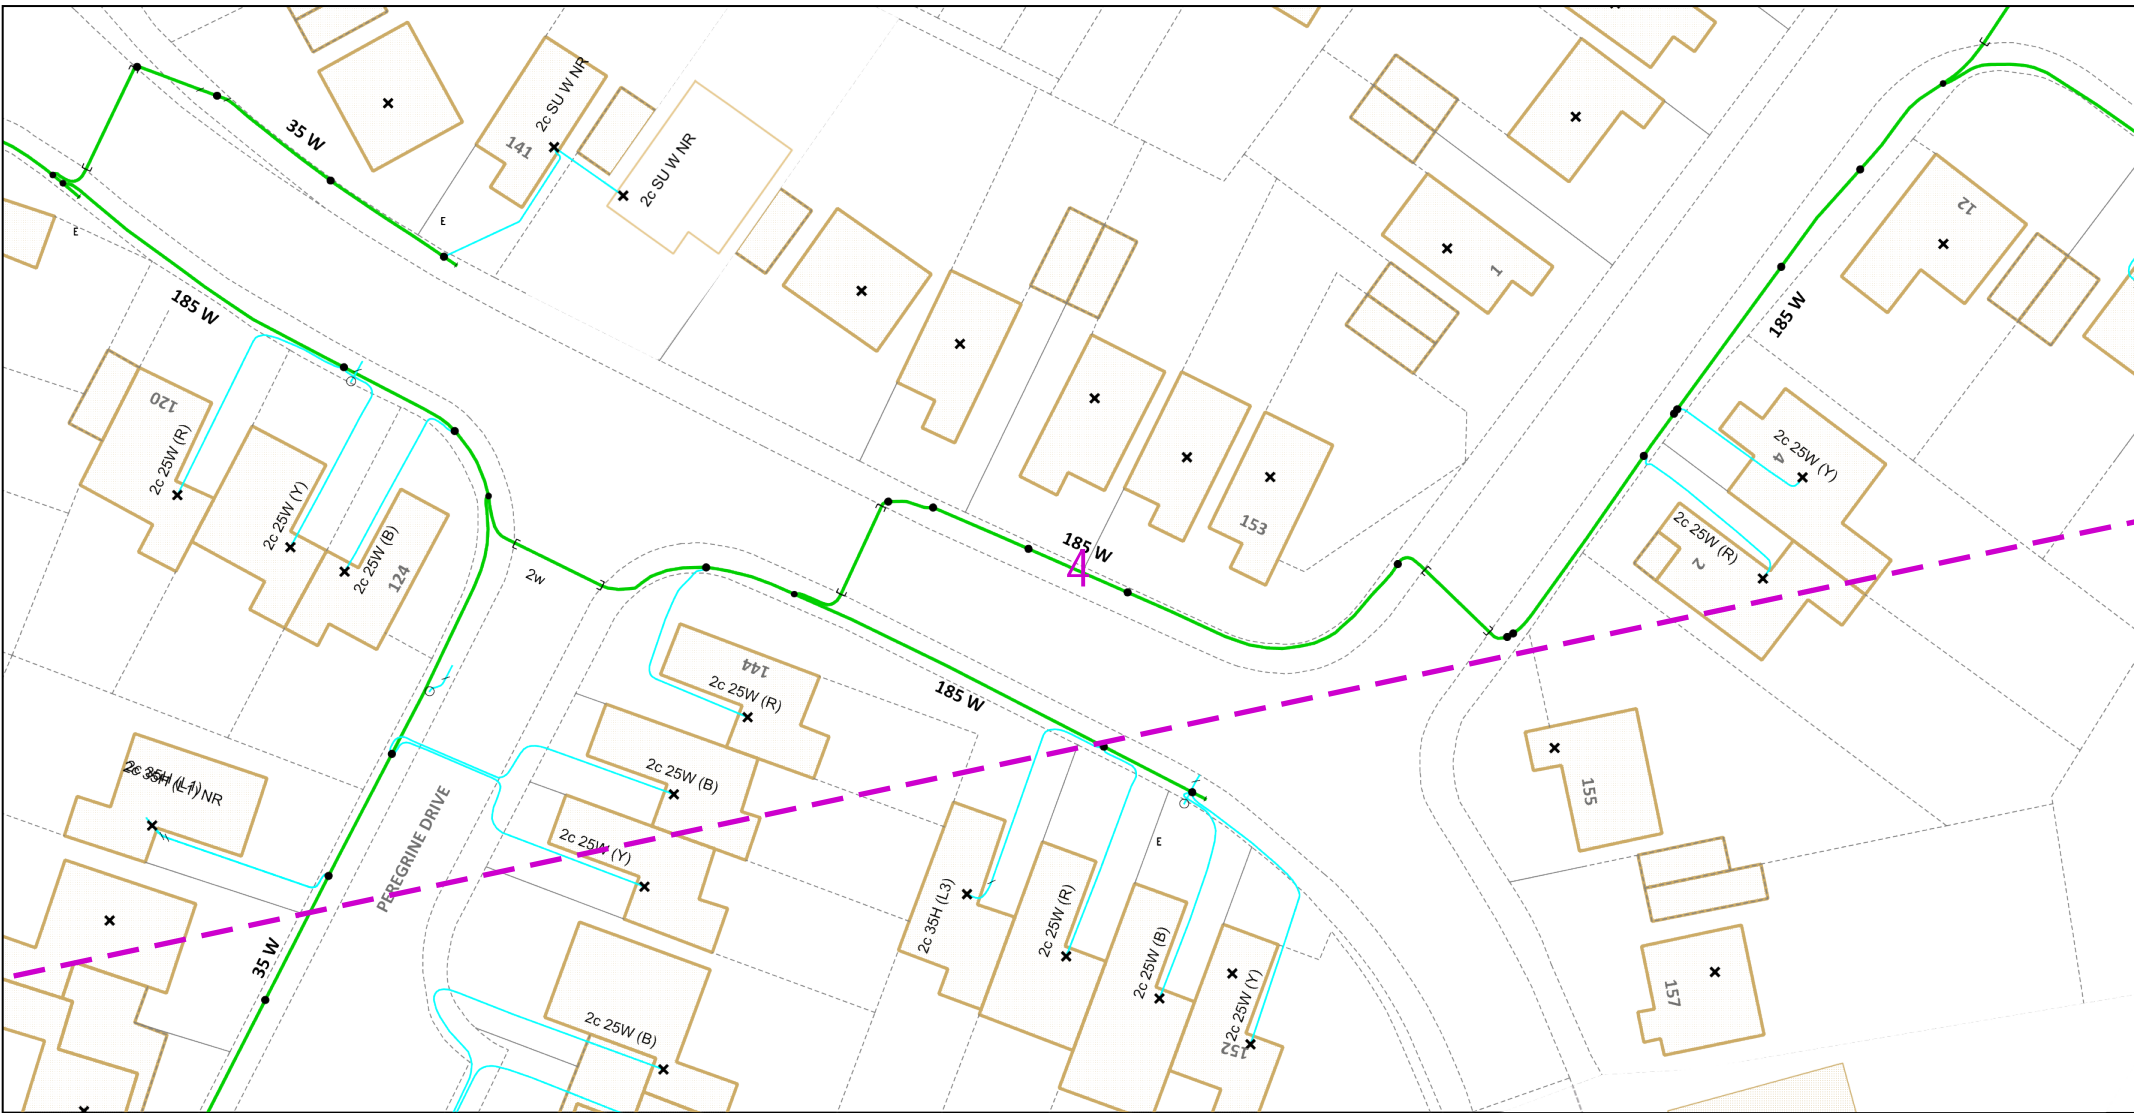 2c SU W NR
141
35 W
2c SU W NR
12
1
E
E
185 W
185 W
120
2c 25W (R)
2c 25W (Y)
2c 25W (B)
124
2w
185 W
4
153
2c 25W (Y)
4
2c 25W (R)
2
144
2c 25W (R)
185 W
2c 25W (B)
2c 25W (Y)
2c 35H (L1) NR
PEREGRINE DRIVE
35 W
155
E
2c 35H (L3)
2c 25W (R)
2c 25W (B)
2c 25W (Y)
152
157
2c 25W (B)